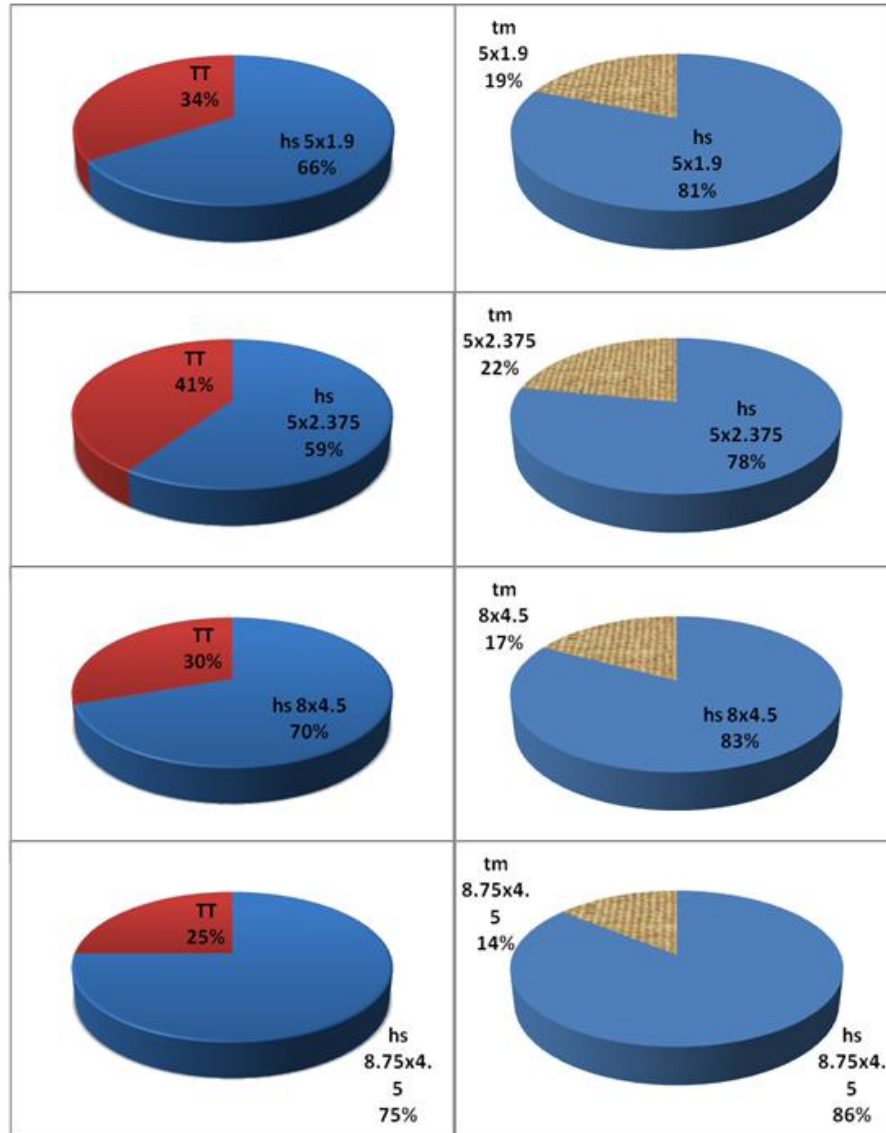 TT
34%
hs 5x1.9
66%
tm
5x1.9
19%
hs
5x1.9
81%
TT
41%
hs
5x2.375
59%
tm
5x2.375
22%
hs
5x2.375
78%
TT
30%
hs 8x4.5
70%
tm
8x4.5
17%
hs 8x4.5
83%
TT
25%
hs
8.75x4.
5
75%
tm
8.75x4.
5
14%
hs
8.75x4.
5
86%